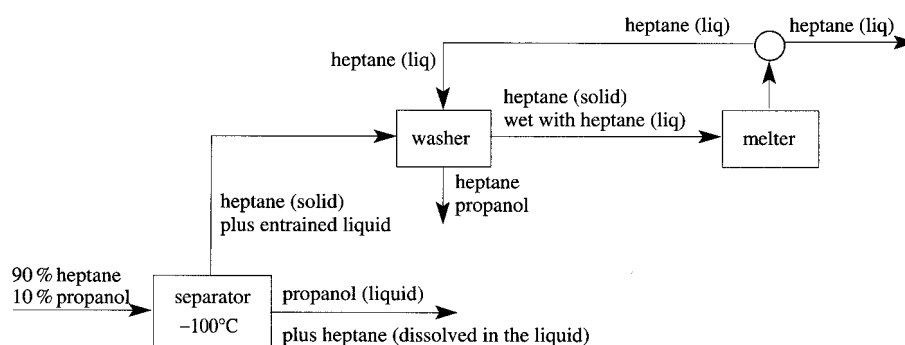 heptane (liq)
heptane (liq)
heptane (liq)
heptane (solid)
wet with heptane (liq)
washer
melter
heptane
propanol
heptane (solid)
plus entrained liquid
90 % heptane
10 % propanol
separator
–100°C
propanol (liquid)
plus heptane (dissolved in the liquid)